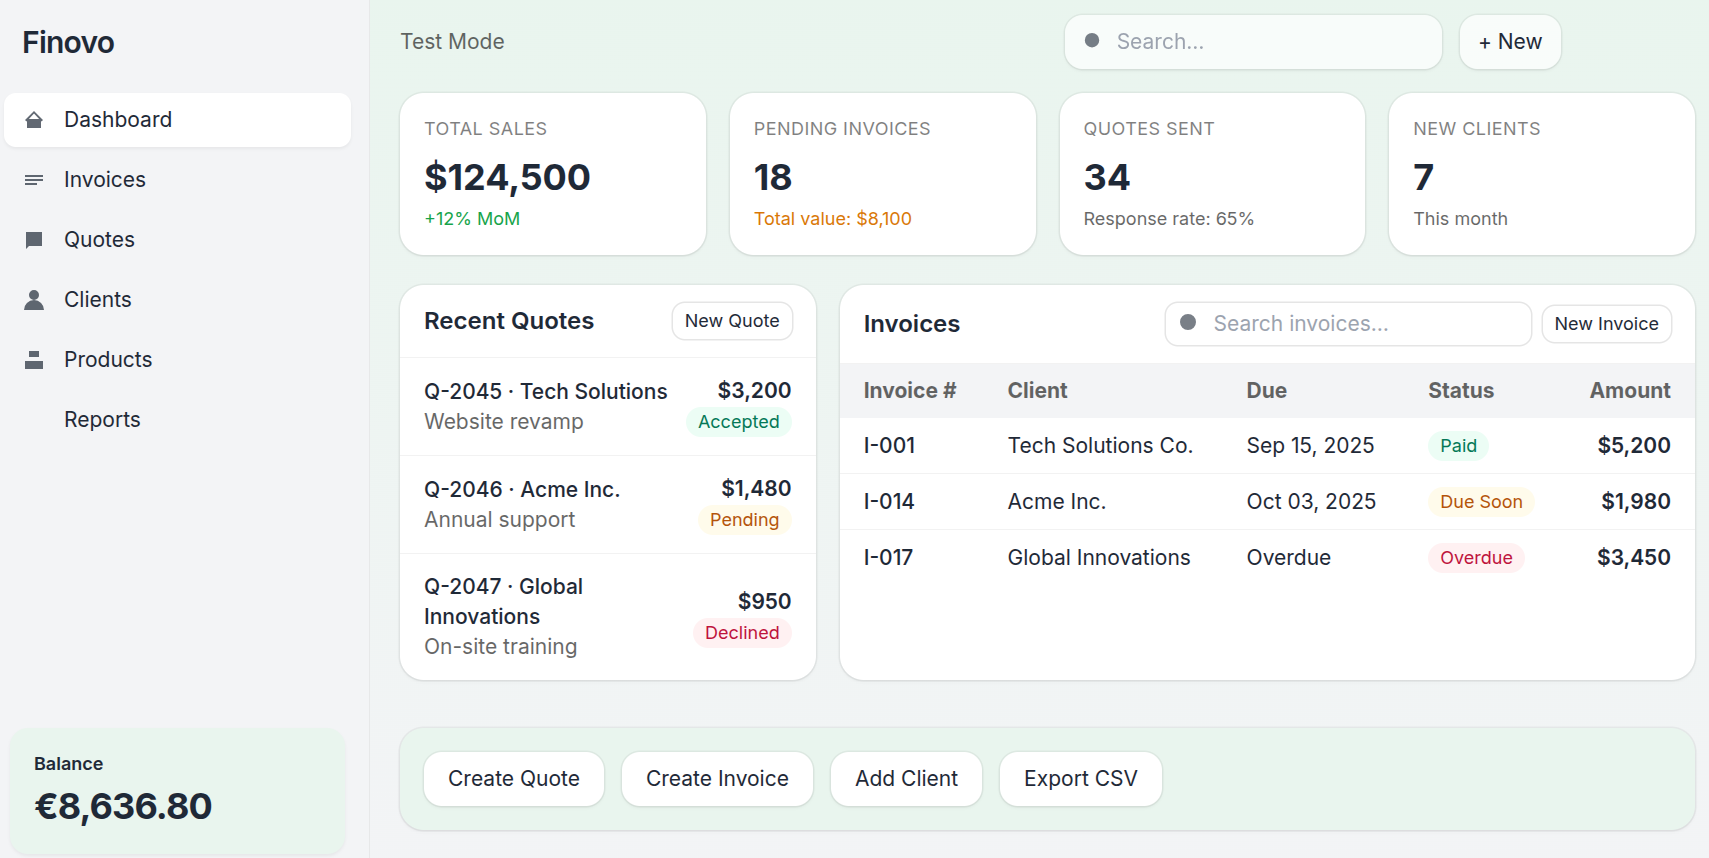 Finovo
Dashboard
Invoices
Quotes
Clients
Products
Reports
Balance
€8,636.80
Test Mode
Search...
+ New
TOTAL SALES
$124,500
+12% MoM
PENDING INVOICES
18
Total value: $8,100
QUOTES SENT
34
Response rate: 65%
NEW CLIENTS
7
This month
Recent Quotes
New Quote
Q-2045 · Tech Solutions
Website revamp
$3,200
Accepted
Q-2046 · Acme Inc.
Annual support
$1,480
Pending
Q-2047 · Global
Innovations
On-site training
$950
Declined
Invoices
Search invoices...
New Invoice
Invoice # Client Due Status Amount
I-001 Tech Solutions Co. Sep 15, 2025 Paid $5,200
I-014 Acme Inc. Oct 03, 2025 Due Soon $1,980
I-017 Global Innovations Overdue Overdue $3,450
Create Quote
Create Invoice
Add Client
Export CSV